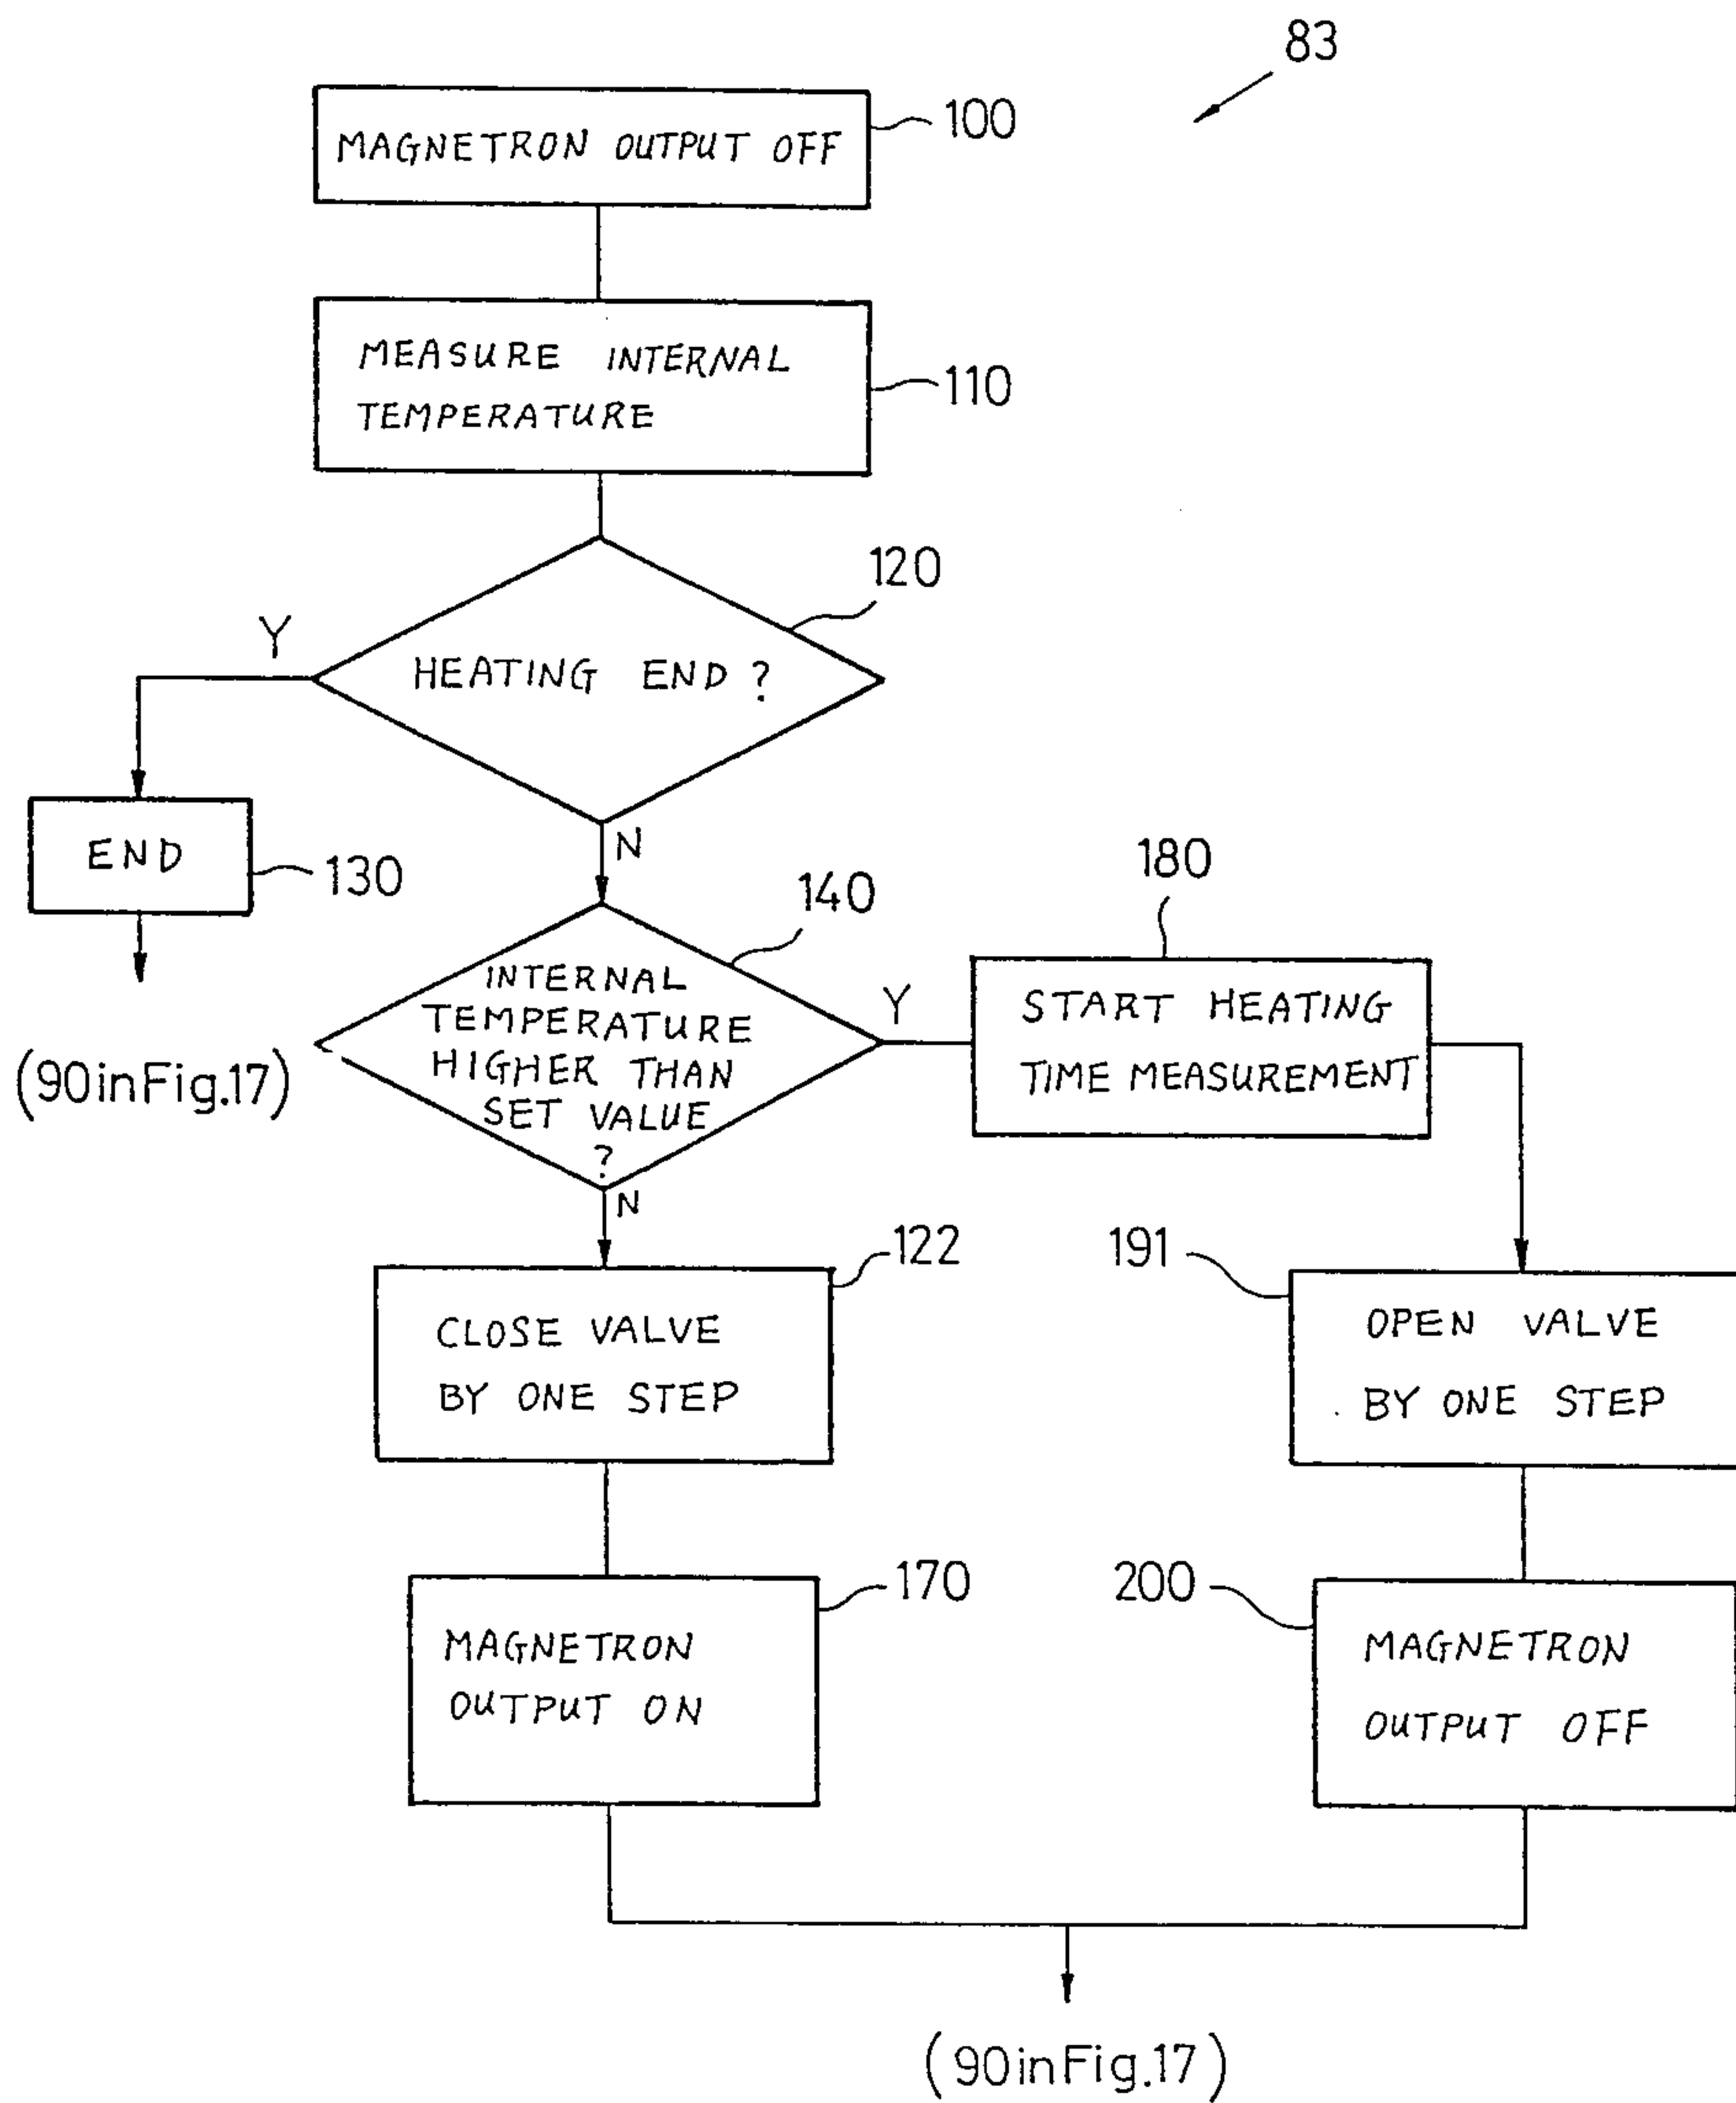 83
MAGNETRON OUTPUT OFF
100
MEASURE INTERNAL
TEMPERATURE
110
120
Y
HEATING END ?
N
END
130
(90inFig.17)
140
INTERNAL
TEMPERATURE
HIGHER THAN
SET VALUE
?
Y
N
180
START HEATING
TIME MEASUREMENT
122
CLOSE VALVE
BY ONE STEP
191
OPEN VALVE
BY ONE STEP
170
MAGNETRON
OUTPUT ON
200
MAGNETRON
OUTPUT OFF
(90inFig.17)